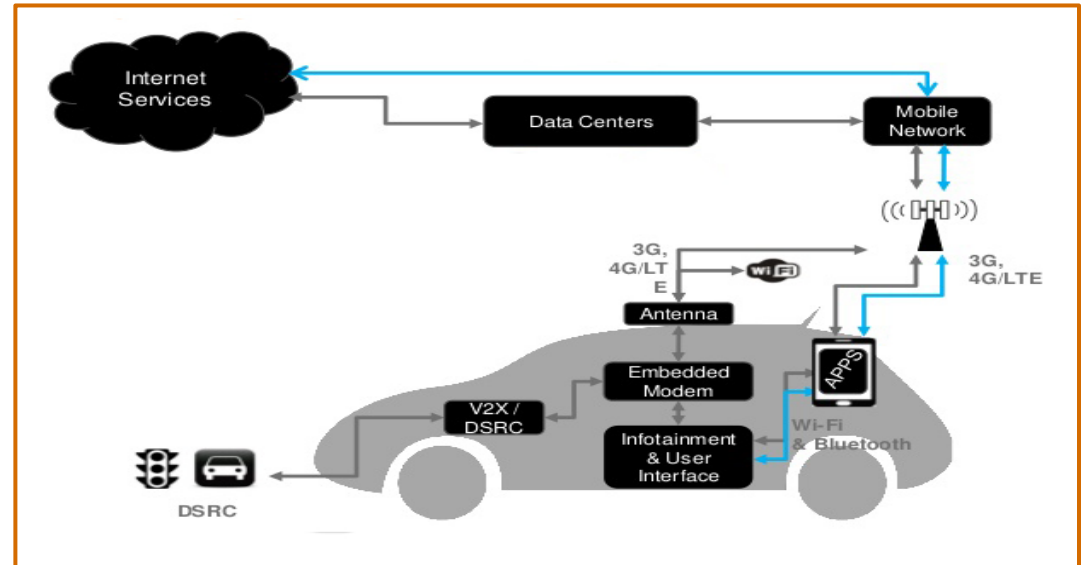 Internet
Services
Data Centers
Mobile
Network
3G,
4G/LT
E
Wi Fi
3G,
4G/LTE
Antenna
Embedded
Modem
APPS
V2X /
DSRC
Infotainment
& User
Interface
Wi-Fi
& Bluetooth
DSRC